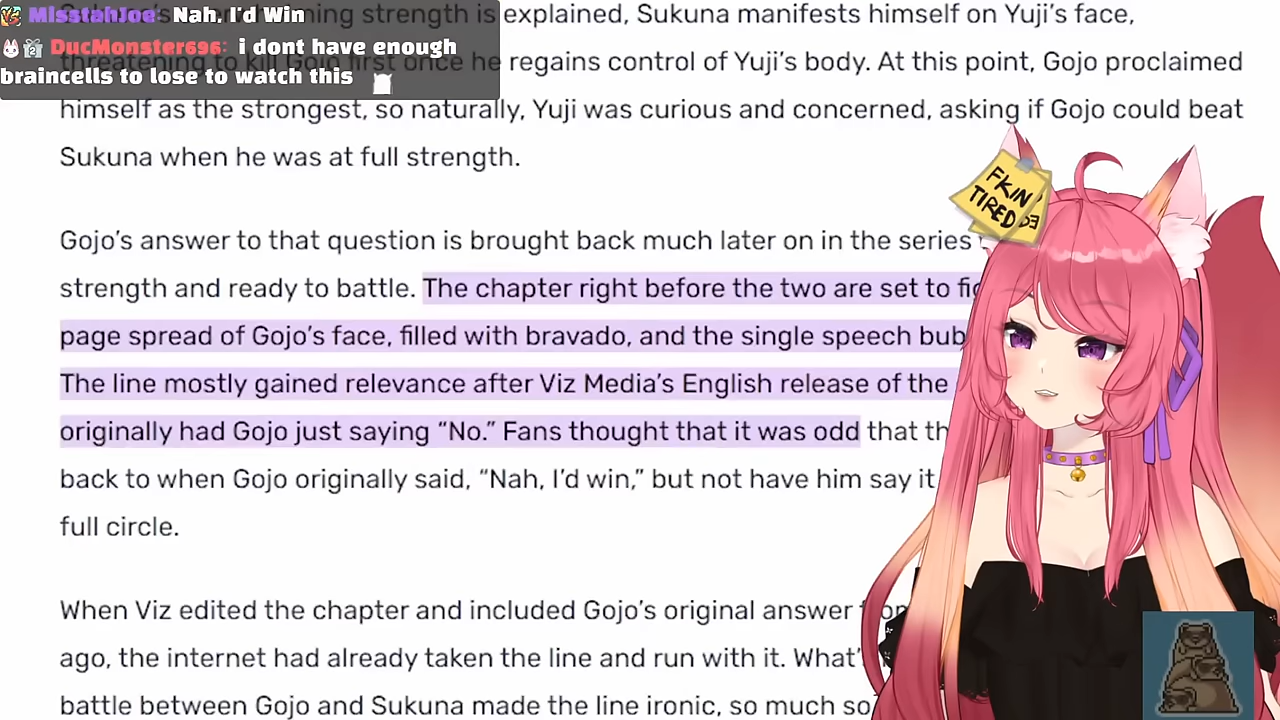 MisstahJoe: Nah, I'd Win
DucMonster696: i dont have enough
braincells to lose to watch this
strength is explained, Sukuna manifests himself on Yuji's face,
threatening to kill Gojo first once he regains control of Yuji's body. At this point, Gojo proclaimed
himself as the strongest, so naturally, Yuji was curious and concerned, asking if Gojo could beat
Sukuna when he was at full strength.
FKIN
TIRED
Gojo's answer to that question is brought back much later on in the series
strength and ready to battle. The chapter right before the two are set to
page spread of Gojo's face, filled with bravado, and the single speech
The line mostly gained relevance after Viz Media's English release of the
originally had Gojo just saying “No.” Fans thought that it was odd that
back to when Gojo originally said, “Nah, I'd win,” but not have him say it
full circle.
When Viz edited the chapter and included Gojo's original answer
ago, the internet had already taken the line and run with it.
battle between Gojo and Sukuna made the line ironic, so much so